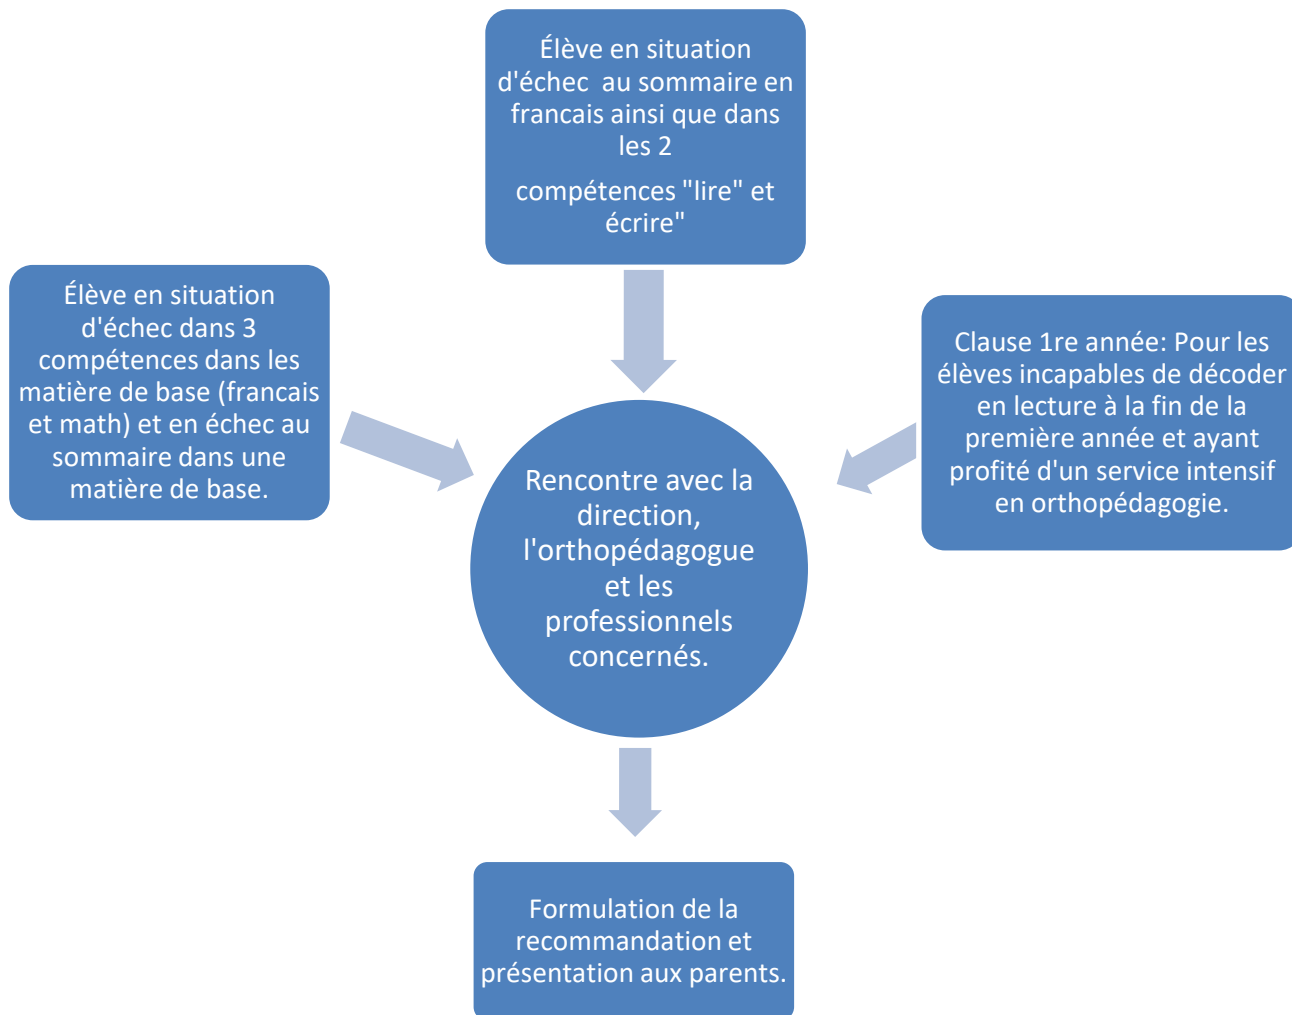 Élève en situation
d'échec au sommaire en
francais ainsi que dans
les 2
compétences "lire" et
écrire"
Élève en situation
d'échec dans 3
compétences dans les
matière de base (francais
et math) et en échec au
sommaire dans une
matière de base.
Clause 1re année: Pour les
élèves incapables de décoder
en lecture à la fin de la
première année et ayant
profité d'un service intensif
en orthopédagogie.
Rencontre avec la
direction,
l'orthopédagogue
et les
professionnels
concernés.
Formulation de la
recommandation et
présentation aux parents.